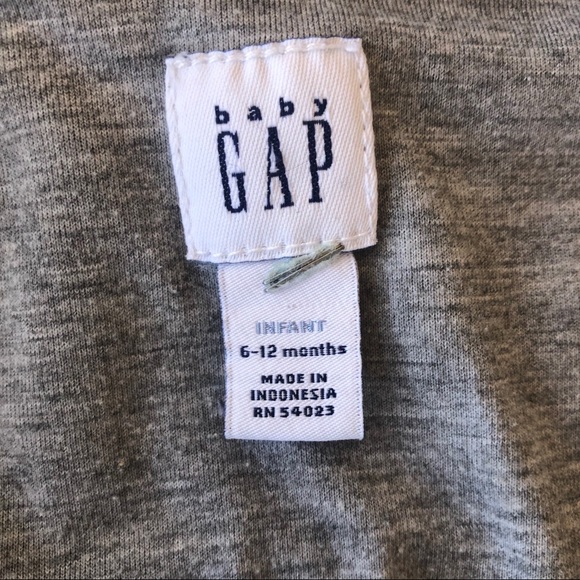 baby
GAP
INFANT
6-12 months
MADE IN
INDONESIA
RN 54023